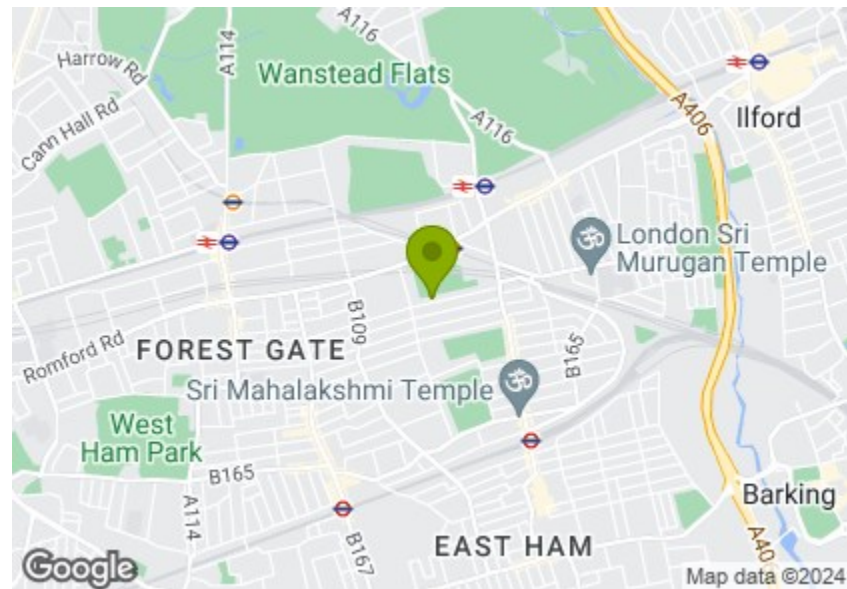 Harrow Rd
A114
A116
Wanstead Flats
Cann Hall Rd
A116
A406
Ilford
London Sri
Murugan Temple
B109
Romford Rd
FOREST GATE
B165
Sri Mahalakshmi Temple
West
Ham Park
B165
A114
Barking
B167
EAST HAM
A40
Google
Map data ©2024